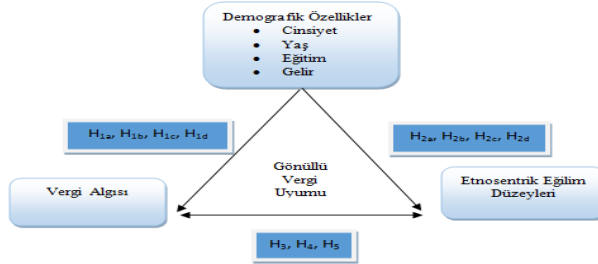 Demografik Özellikler
• Cinsiyet
• Yaş
• Eğitim
• Gelir
H1a, H1b, H1c, H1d
H2a, H2b, H2c, H2d
Gönüllü
Vergi
Uyumu
Vergi Algısı
Etnosentrik Eğilim
Düzeyleri
H3, H4, H5